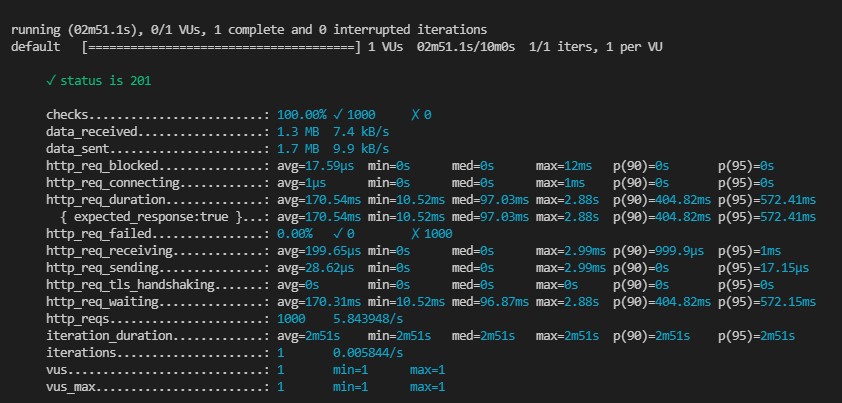 running (02m51.1s), 0/1 VUs, 1 complete and 0 interrupted iterations
default   [======================================] 1 VUs  02m51.1s/10m0s  1/1 iters, 1 per VU
✓ status is 201
checks.........................: 100.00% ✓ 1000     ✗ 0
data_received..................: 1.3 MB  7.4 kB/s
data_sent......................: 1.7 MB  9.9 kB/s
http_req_blocked...............: avg=17.59µs  min=0s      med=0s      max=12ms   p(90)=0s       p(95)=0s
http_req_connecting............: avg=1µs      min=0s      med=0s      max=1ms    p(90)=0s       p(95)=0s
http_req_duration..............: avg=170.54ms min=10.52ms med=97.03ms max=2.88s  p(90)=404.82ms p(95)=572.41ms
{ expected_response:true }...: avg=170.54ms min=10.52ms med=97.03ms max=2.88s  p(90)=404.82ms p(95)=572.41ms
http_req_failed................: 0.00%   ✓ 0        ✗ 1000
http_req_receiving.............: avg=199.65µs min=0s      med=0s      max=2.99ms p(90)=999.9µs  p(95)=1ms
http_req_sending...............: avg=28.62µs  min=0s      med=0s      max=2.99ms p(90)=0s       p(95)=17.15µs
http_req_tls_handshaking.......: avg=0s       min=0s      med=0s      max=0s     p(90)=0s       p(95)=0s
http_req_waiting...............: avg=170.31ms min=10.52ms med=96.87ms max=2.88s  p(90)=404.82ms p(95)=572.15ms
http_reqs......................: 1000    5.843948/s
iteration_duration.............: avg=2m51s    min=2m51s   med=2m51s   max=2m51s  p(90)=2m51s    p(95)=2m51s
iterations.....................: 1       0.005844/s
vus............................: 1       min=1      max=1
vus_max........................: 1       min=1      max=1